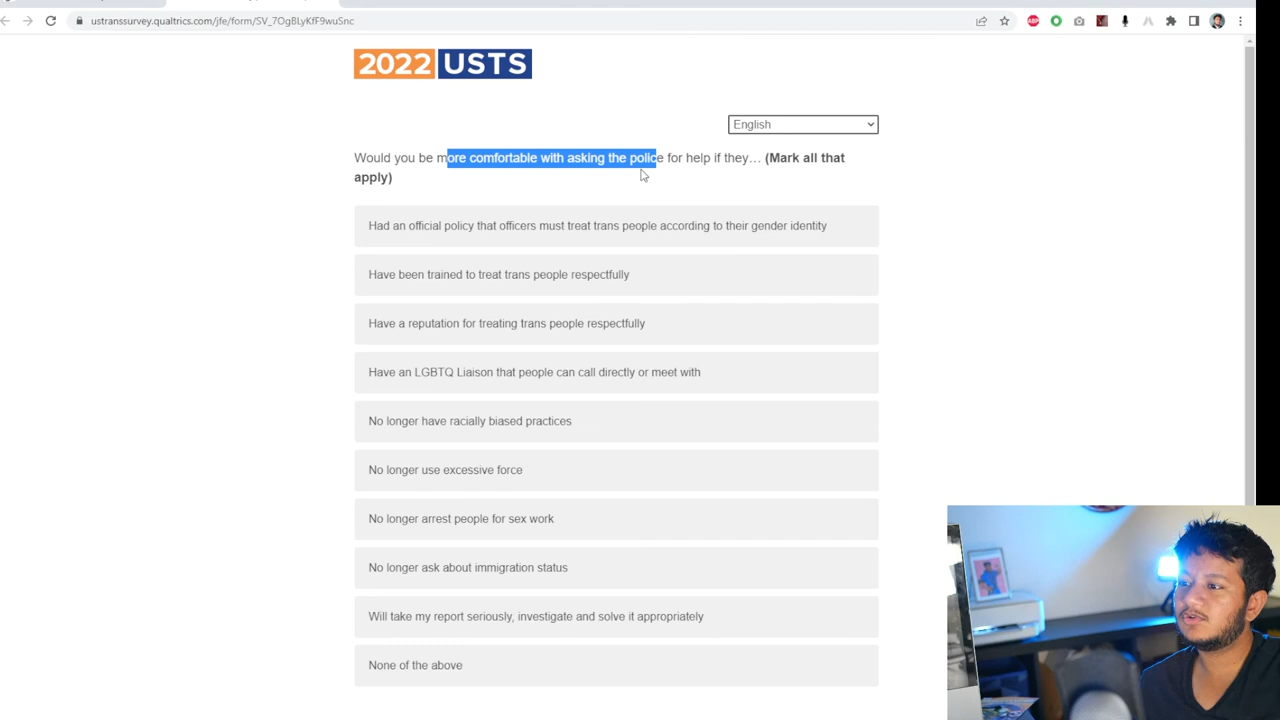 ustranssurvey.qualtrics.com/jfe/form/SV_7OgBLyKfF9wuSnc
ABP
2022 USTS
English
Would you be more comfortable with asking the police for help if they… (Mark all that
apply)
Had an official policy that officers must treat trans people according to their gender identity
Have been trained to treat trans people respectfully
Have a reputation for treating trans people respectfully
Have an LGBTQ Liaison that people can call directly or meet with
No longer have racially biased practices
No longer use excessive force
No longer arrest people for sex work
No longer ask about immigration status
Will take my report seriously, investigate and solve it appropriately
None of the above